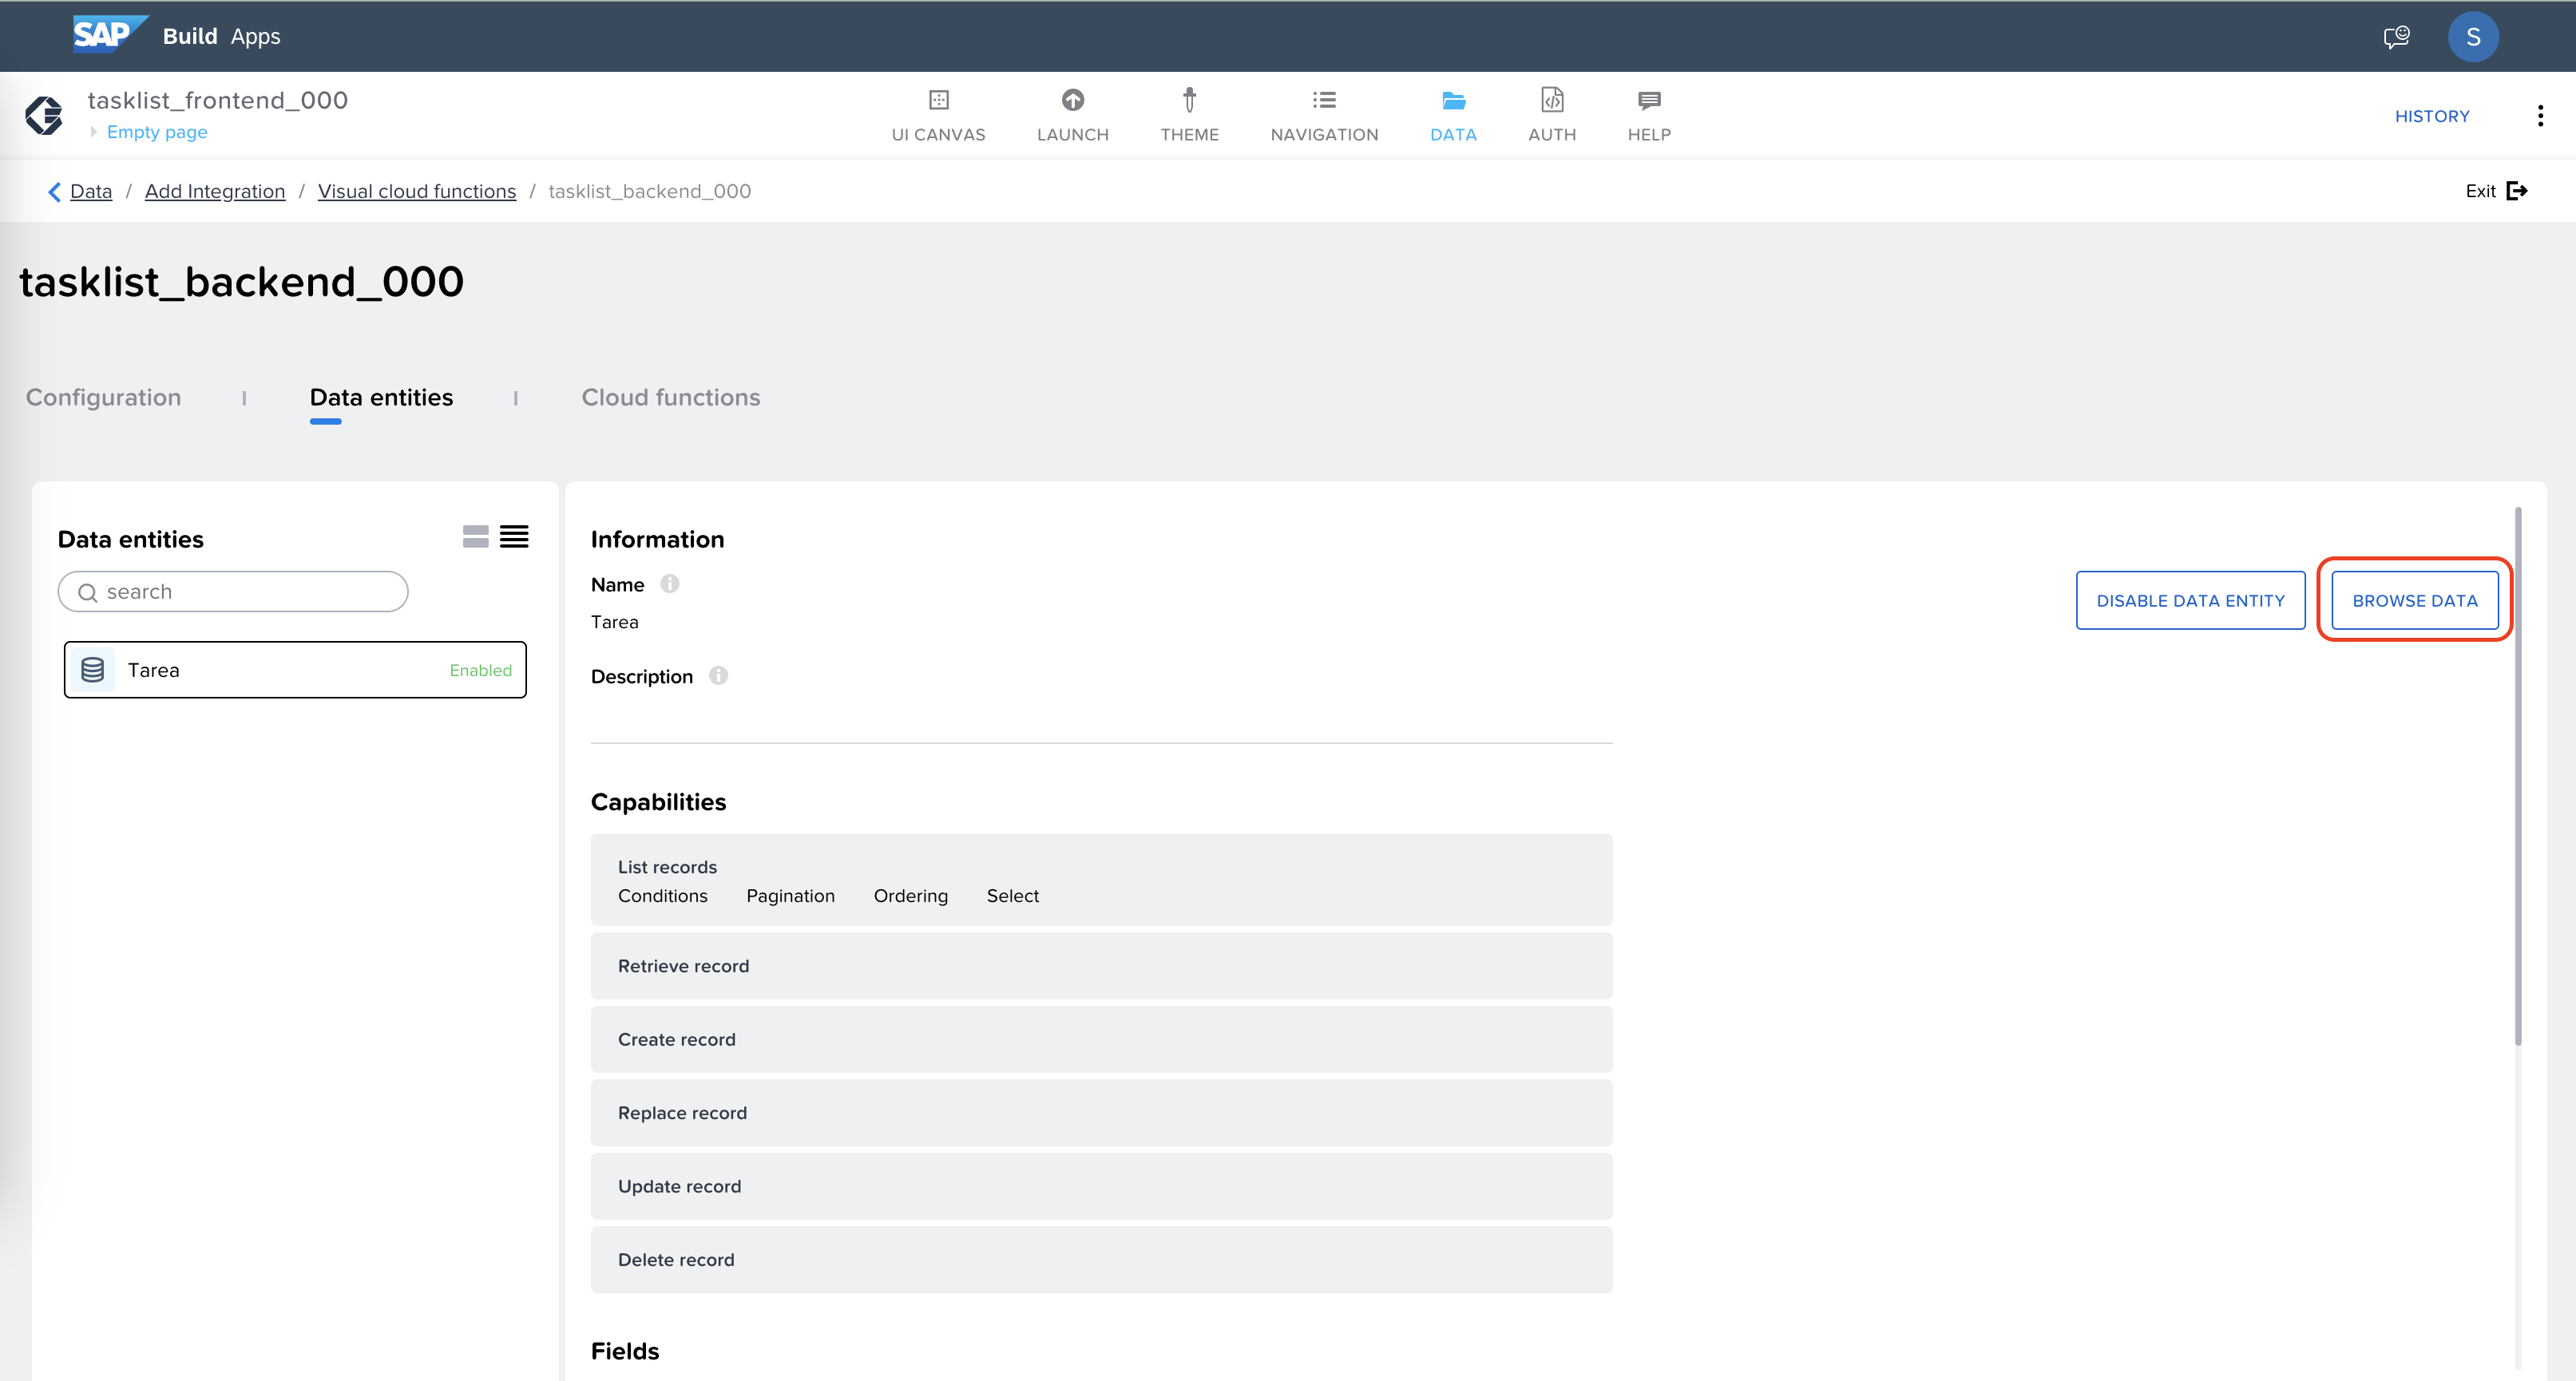 SAP Build Apps
S
tasklist_frontend_000
Empty page
UI CANVAS
LAUNCH
THEME
NAVIGATION
DATA
AUTH
HELP
HISTORY
Data / Add Integration / Visual cloud functions / tasklist_backend_000
Exit
tasklist_backend_000
Configuration
Data entities
Cloud functions
Data entities
search
Tarea
Enabled
Information
Name
Tarea
Description
DISABLE DATA ENTITY
BROWSE DATA
Capabilities
List records
Conditions Pagination Ordering Select
Retrieve record
Create record
Replace record
Update record
Delete record
Fields